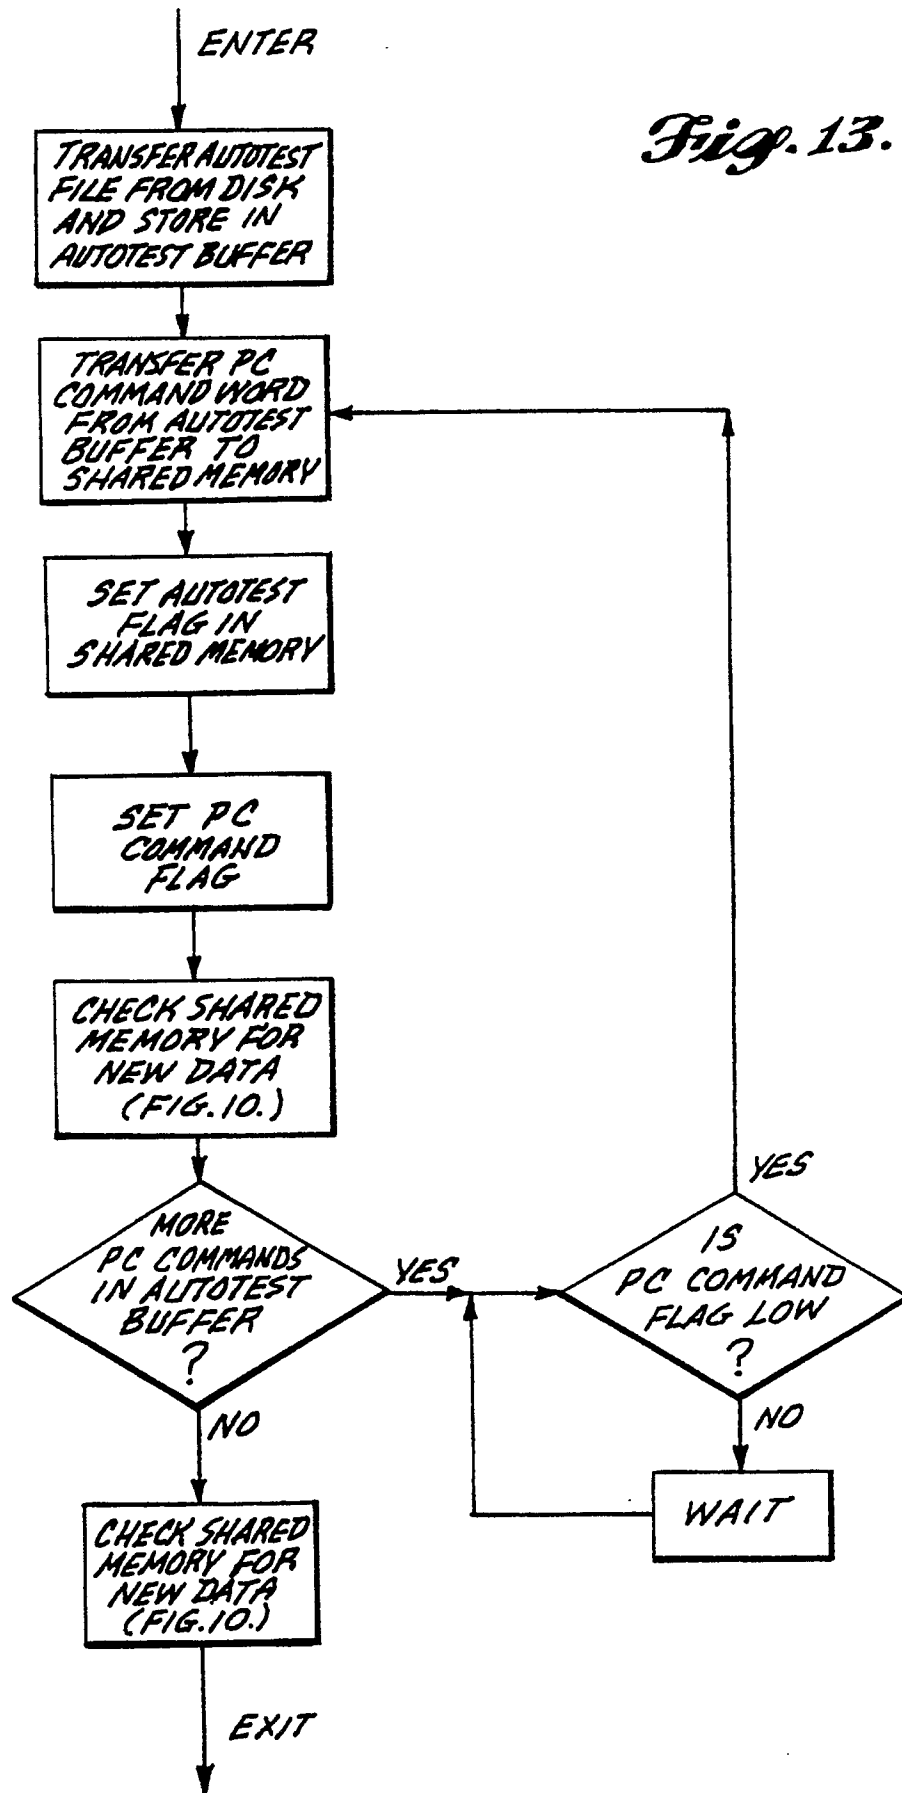 ENTER
Fig. 13.
TRANSFER AUTOTEST
FILE FROM DISK
AND STORE IN
AUTOTEST BUFFER
TRANSFER PC
COMMAND WORD
FROM AUTOTEST
BUFFER TO
SHARED MEMORY
SET AUTOTEST
FLAG IN
SHARED MEMORY
SET PC
COMMAND
FLAG
CHECK SHARED
MEMORY FOR
NEW DATA
(FIG.10.)
MORE
PC COMMANDS
IN AUTOTEST
BUFFER
?
YES
IS
PC COMMAND
FLAG LOW
?
YES
NO
WAIT
NO
CHECK SHARED
MEMORY FOR
NEW DATA
(FIG.10.)
EXIT